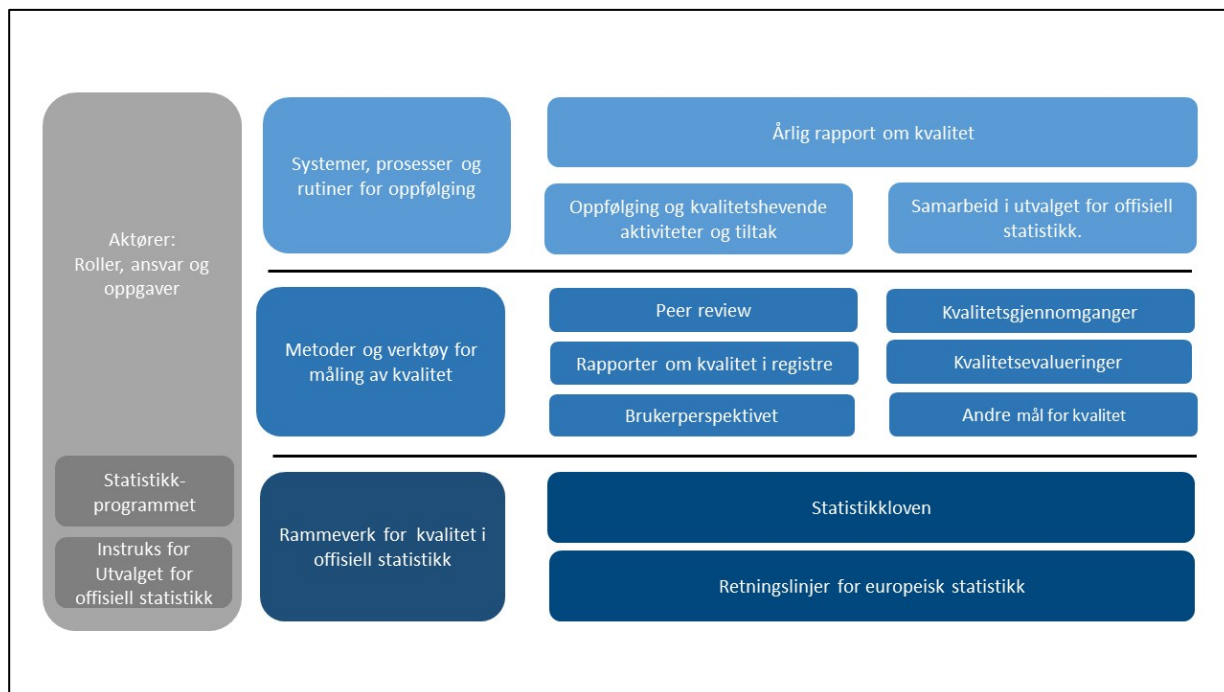 Aktører:
Roller, ansvar og
oppgaver
Statistikk-
programmet
Instruks for
Utvalget for
offisiell statistikk
Systemer, prosesser og
rutiner for oppfølging
Årlig rapport om kvalitet
Oppfølging og kvalitetshevende
aktiviteter og tiltak
Samarbeid i utvalget for offisiell
statistikk.
Metoder og verktøy for
måling av kvalitet
Peer review
Kvalitetsgjennomganger
Rapporter om kvalitet i registre
Kvalitetsevalueringer
Brukerperspektivet
Andre mål for kvalitet
Rammeverk for kvalitet i
offisiell statistikk
Statistikkloven
Retningslinjer for europeisk statistikk